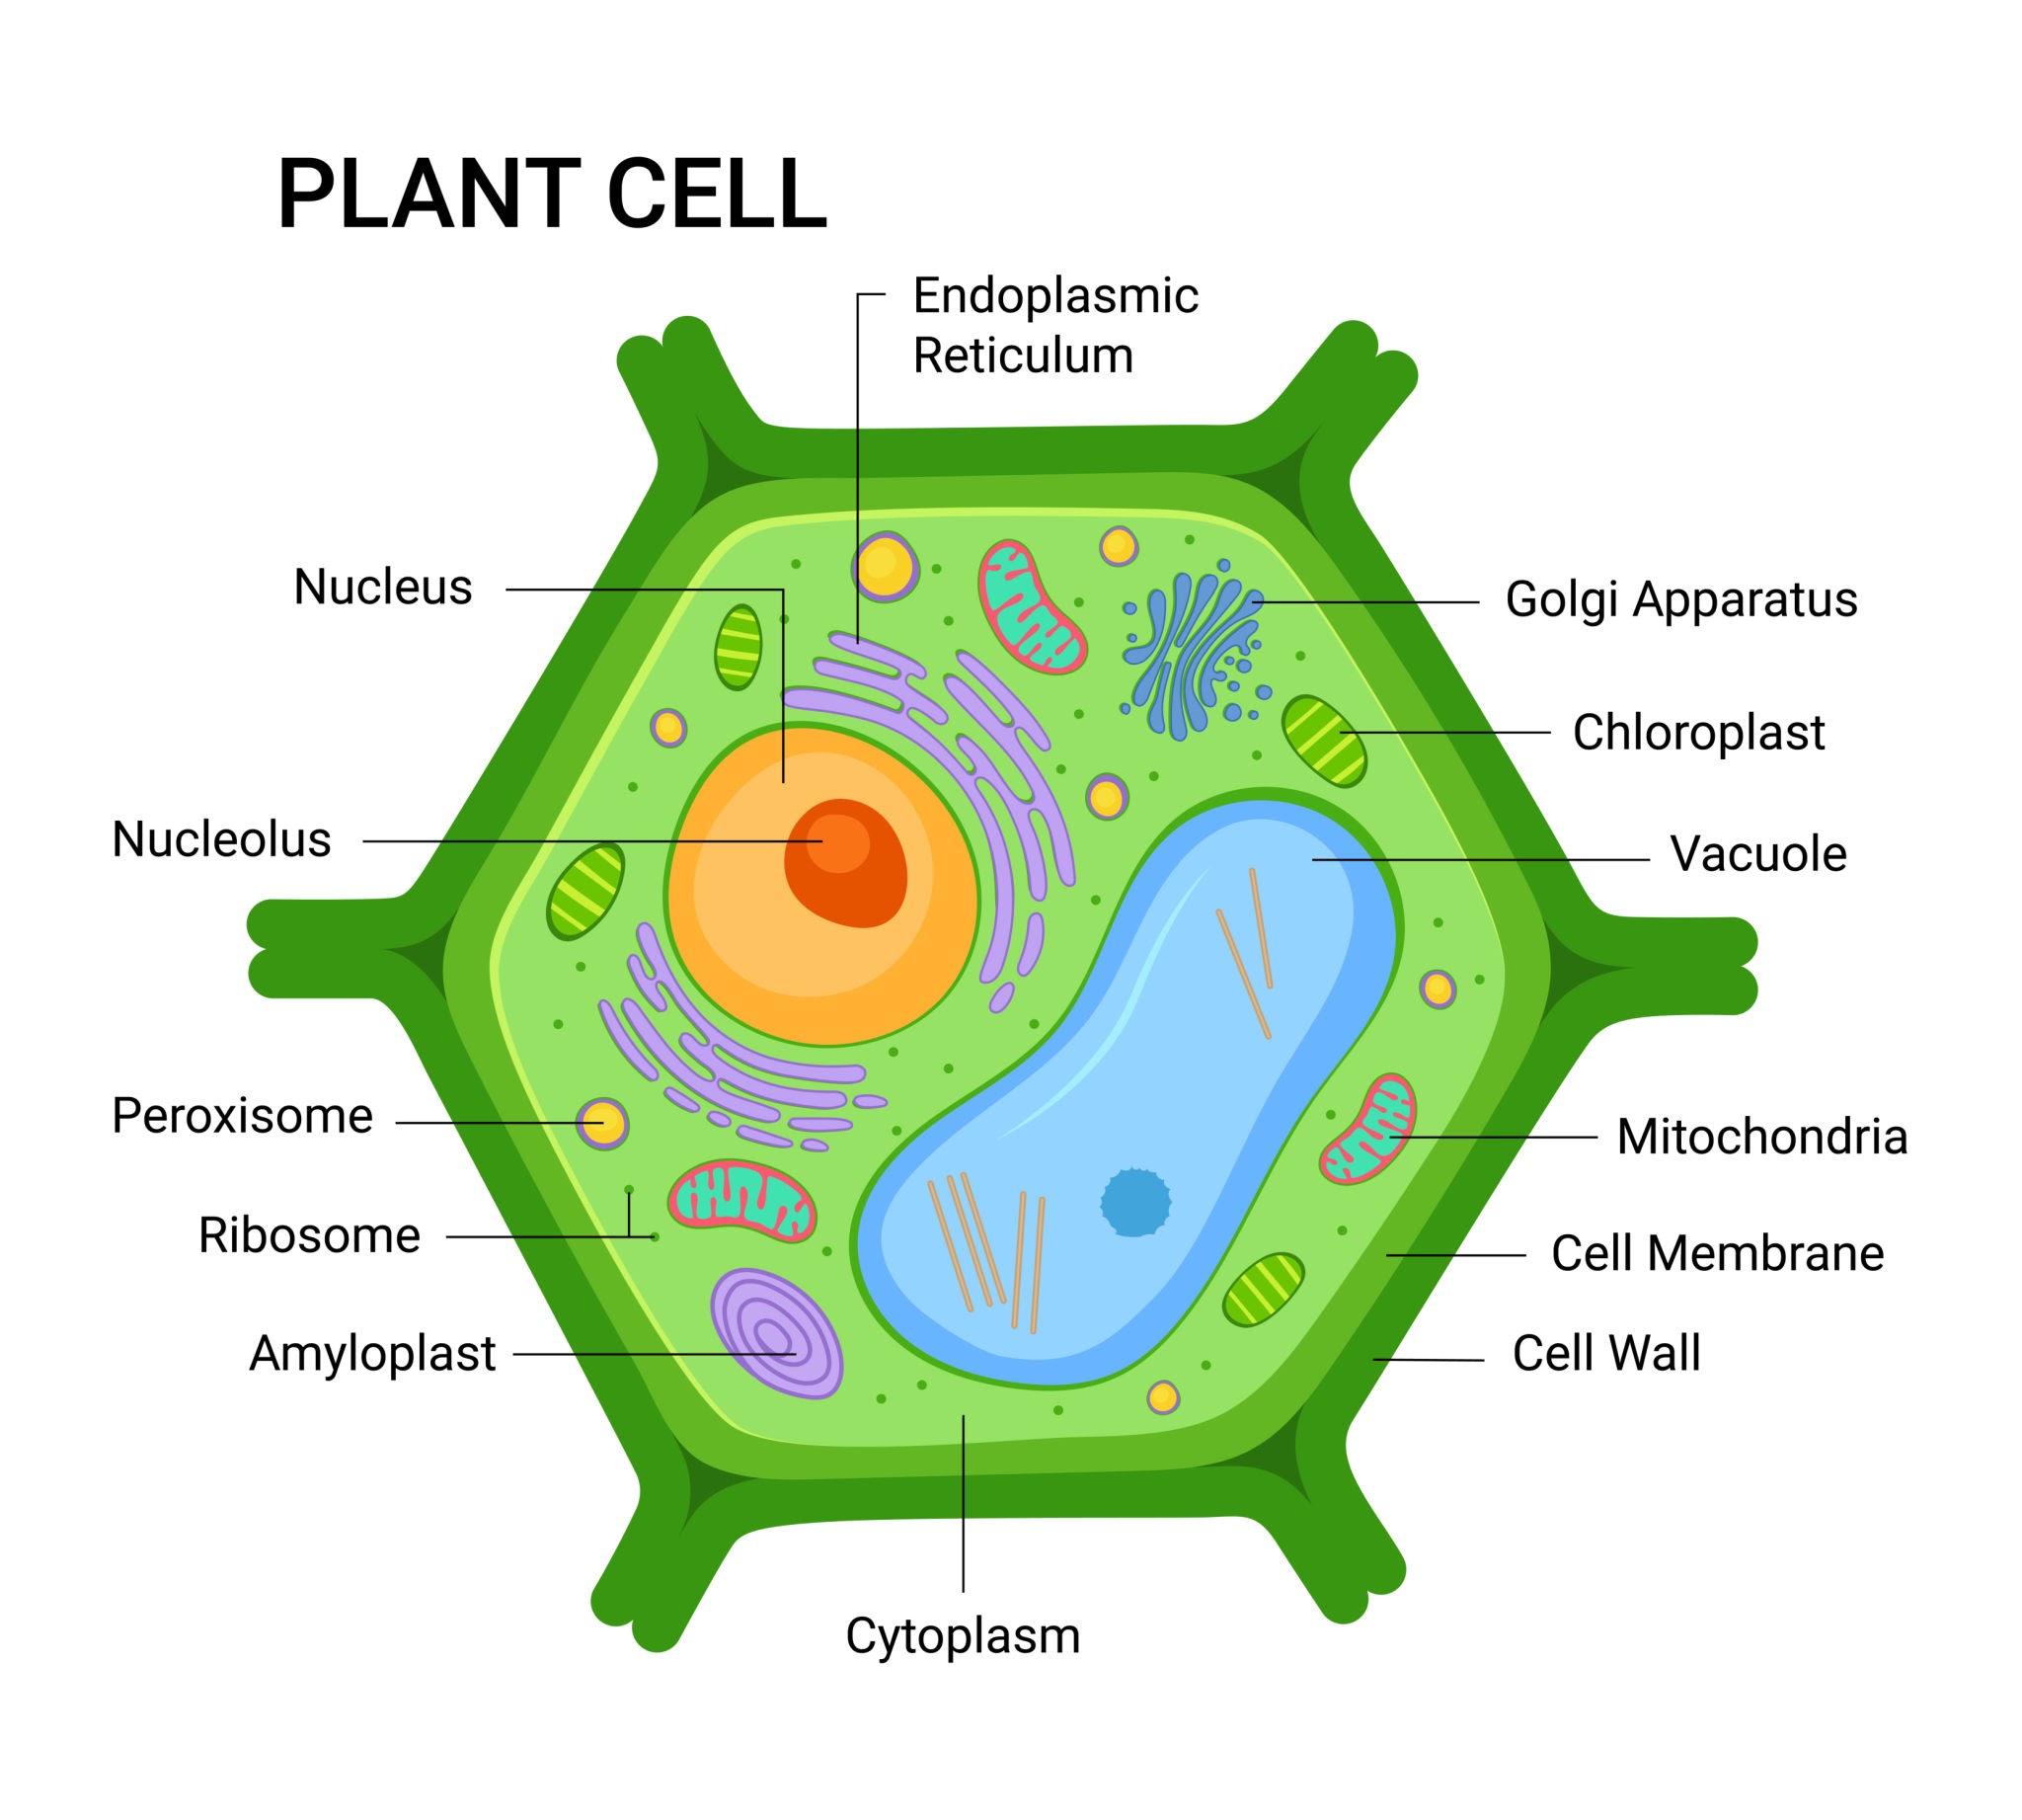 PLANT CELL
Endoplasmic
Reticulum
Nucleus
Golgi Apparatus
Chloroplast
Nucleolus
Vacuole
Peroxisome
Mitochondria
Ribosome
Cell Membrane
Amyloplast
Cell Wall
Cytoplasm